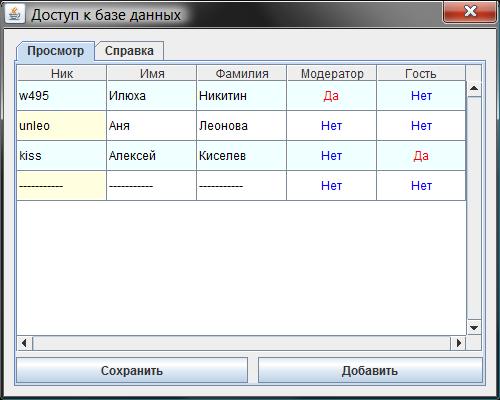 Доступ к базе данных
Просмотр Справка
Ник Имя Фамилия Модератор Гость
w495 Илюха Никитин Да Нет
unleo Аня Леонова Нет Нет
kiss Алексей Киселев Нет Да
----------- ----------- ----------- Нет Нет
Сохранить Добавить